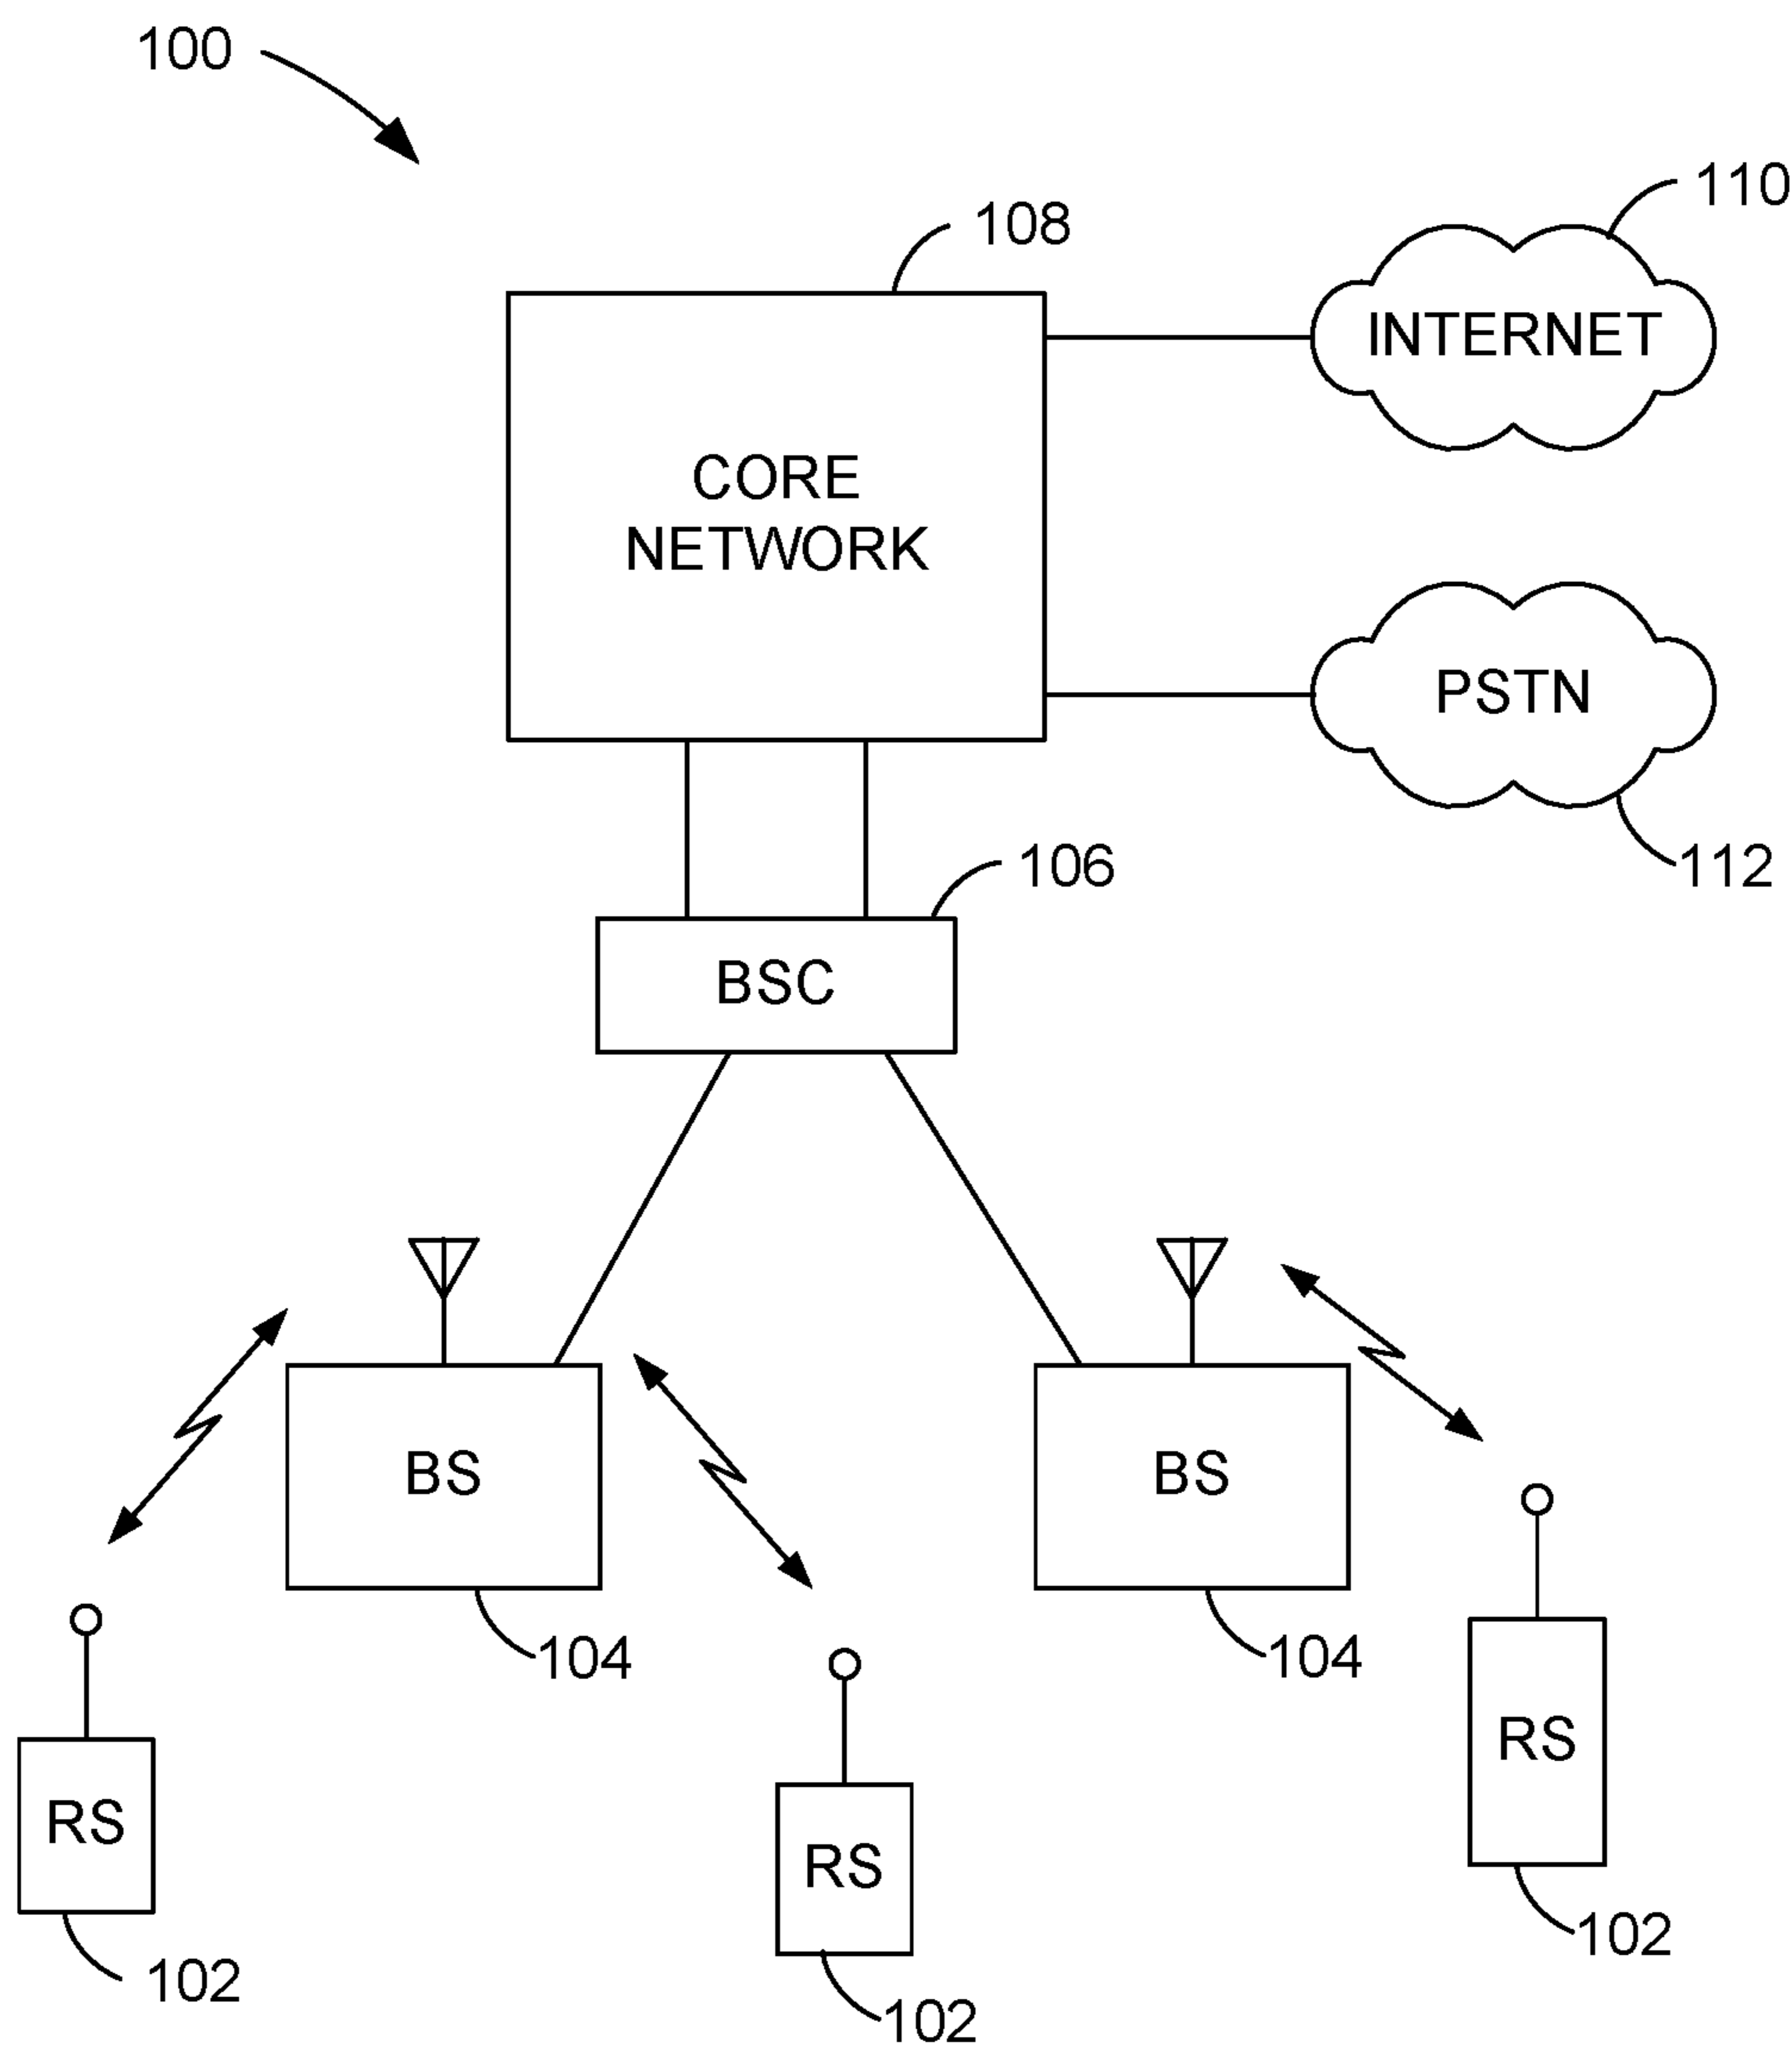 100
110
108
INTERNET
CORE
NETWORK
PSTN
106
112
BSC
BS
BS
104
104
RS
RS
RS
102
102
102